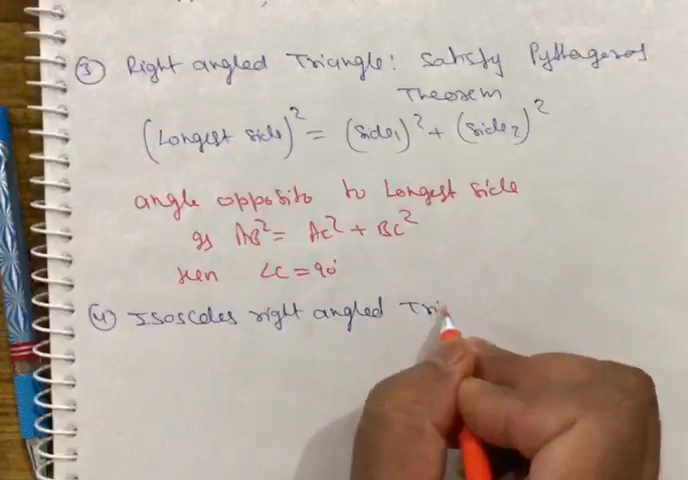 ③ Right angled Triangle: Satisfy Pythagoras
Theorem
(Longest side)² = (Side₁)² + (Side₂)²
angle opposite to Longest side
If AB² = AC² + BC²
then ∠C = 90°
④ Isosceles right angled Tri